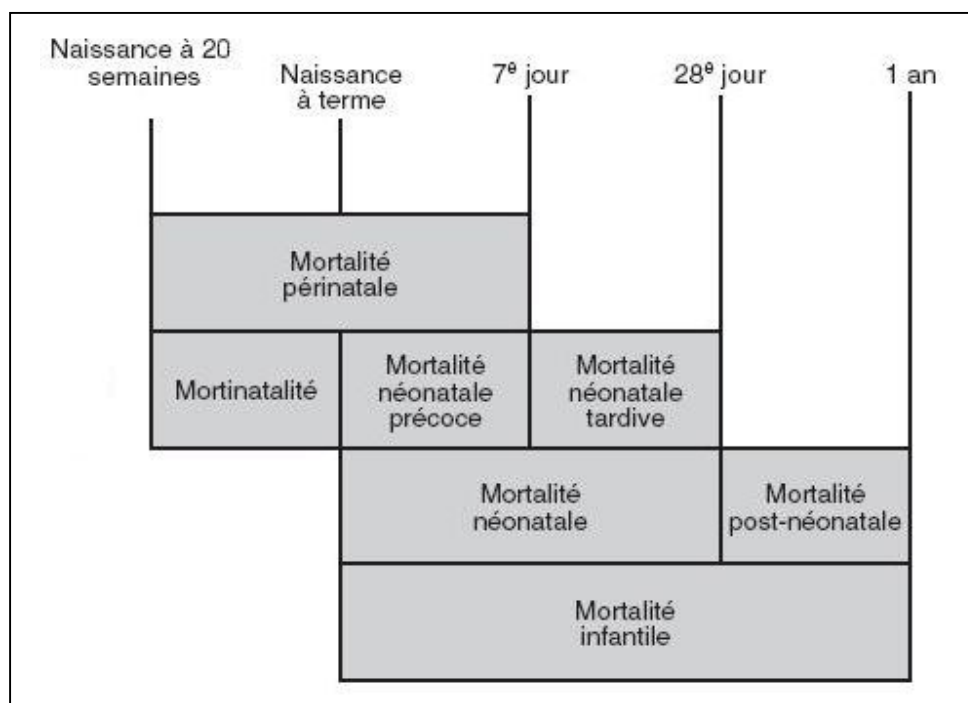 Naissance à 20
semaines
Naissance
à terme
7e jour
28e jour
1 an
Mortalité
périnatale
Mortinatalité
Mortalité
néonatale
précoce
Mortalité
néonatale
tardive
Mortalité
néonatale
Mortalité
post-néonatale
Mortalité
infantile